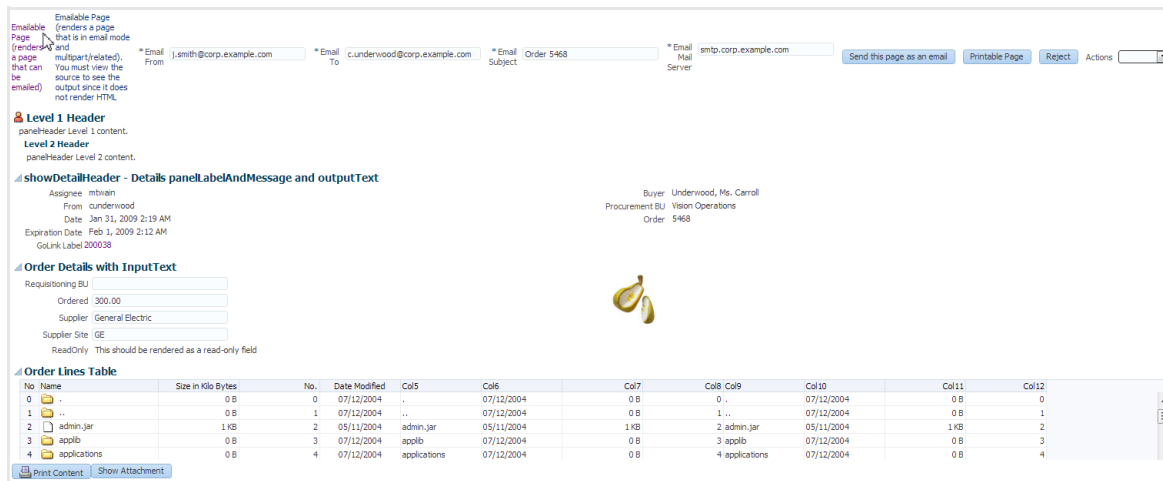 Emailable
Page
(renders
a page
that can
be
emailed)
Emailable Page
(renders a page
that is in email mode
and
multipart/related).
You must view the
source to see the
output since it does
not render HTML
* Email From j.smith@corp.example.com
* Email To c.underwood@corp.example.com
* Email Subject Order 5468
* Email Mail Server smtp.corp.example.com
Send this page as an email
Printable Page
Reject
Actions
Level 1 Header
panelHeader Level 1 content.
Level 2 Header
panelHeader Level 2 content.
showDetailHeader - Details panelLabelAndMessage and outputText
Assignee mtwain
From cunderwood
Date Jan 31, 2009 2:19 AM
Expiration Date Feb 1, 2009 2:12 AM
GoLink Label 200038
Buyer Underwood, Ms. Carroll
Procurement BU Vision Operations
Order 5468
Order Details with InputText
Requisitioning BU
Ordered 300.00
Supplier General Electric
Supplier Site GE
ReadOnly This should be rendered as a read-only field
Order Lines Table
No Name Size in Kilo Bytes No. Date Modified Col5 Col6 Col7 Col8 Col9 Col10 Col11 Col12
0 . 0 B 0 07/12/2004 . 07/12/2004 0 B 0 . 07/12/2004 0 B 0
1 .. 0 B 1 07/12/2004 .. 07/12/2004 0 B 1 .. 07/12/2004 0 B 1
2 admin.jar 1 KB 2 05/11/2004 admin.jar 05/11/2004 1 KB 2 admin.jar 05/11/2004 1 KB 2
3 applib 0 B 3 07/12/2004 applib 07/12/2004 0 B 3 applib 07/12/2004 0 B 3
4 applications 0 B 4 07/12/2004 applications 07/12/2004 0 B 4 applications 07/12/2004 0 B 4
Print Content
Show Attachment